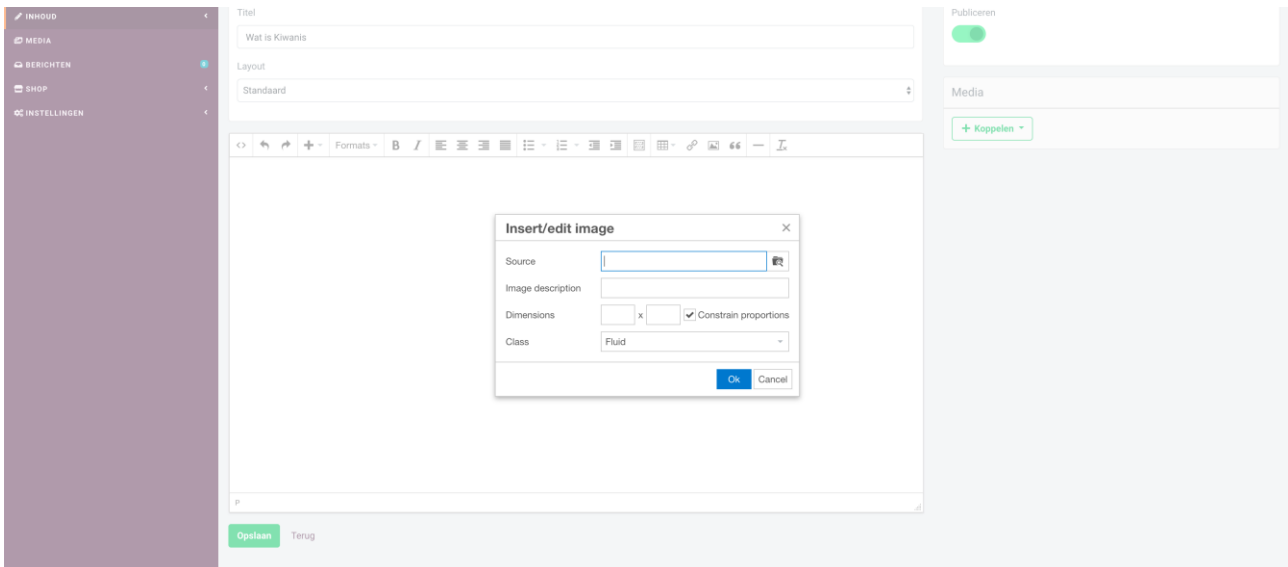 INHOUD
MEDIA
BERICHTEN
SHOP
INSTELLINGEN
Titel
Wat is Kiwanis
Layout
Standaard
Publiceren
Media
+ Koppelen
Formats
B I
Insert/edit image
Source
Image description
Dimensions x Constrain proportions
Class Fluid
Ok Cancel
P
Opslaan Terug